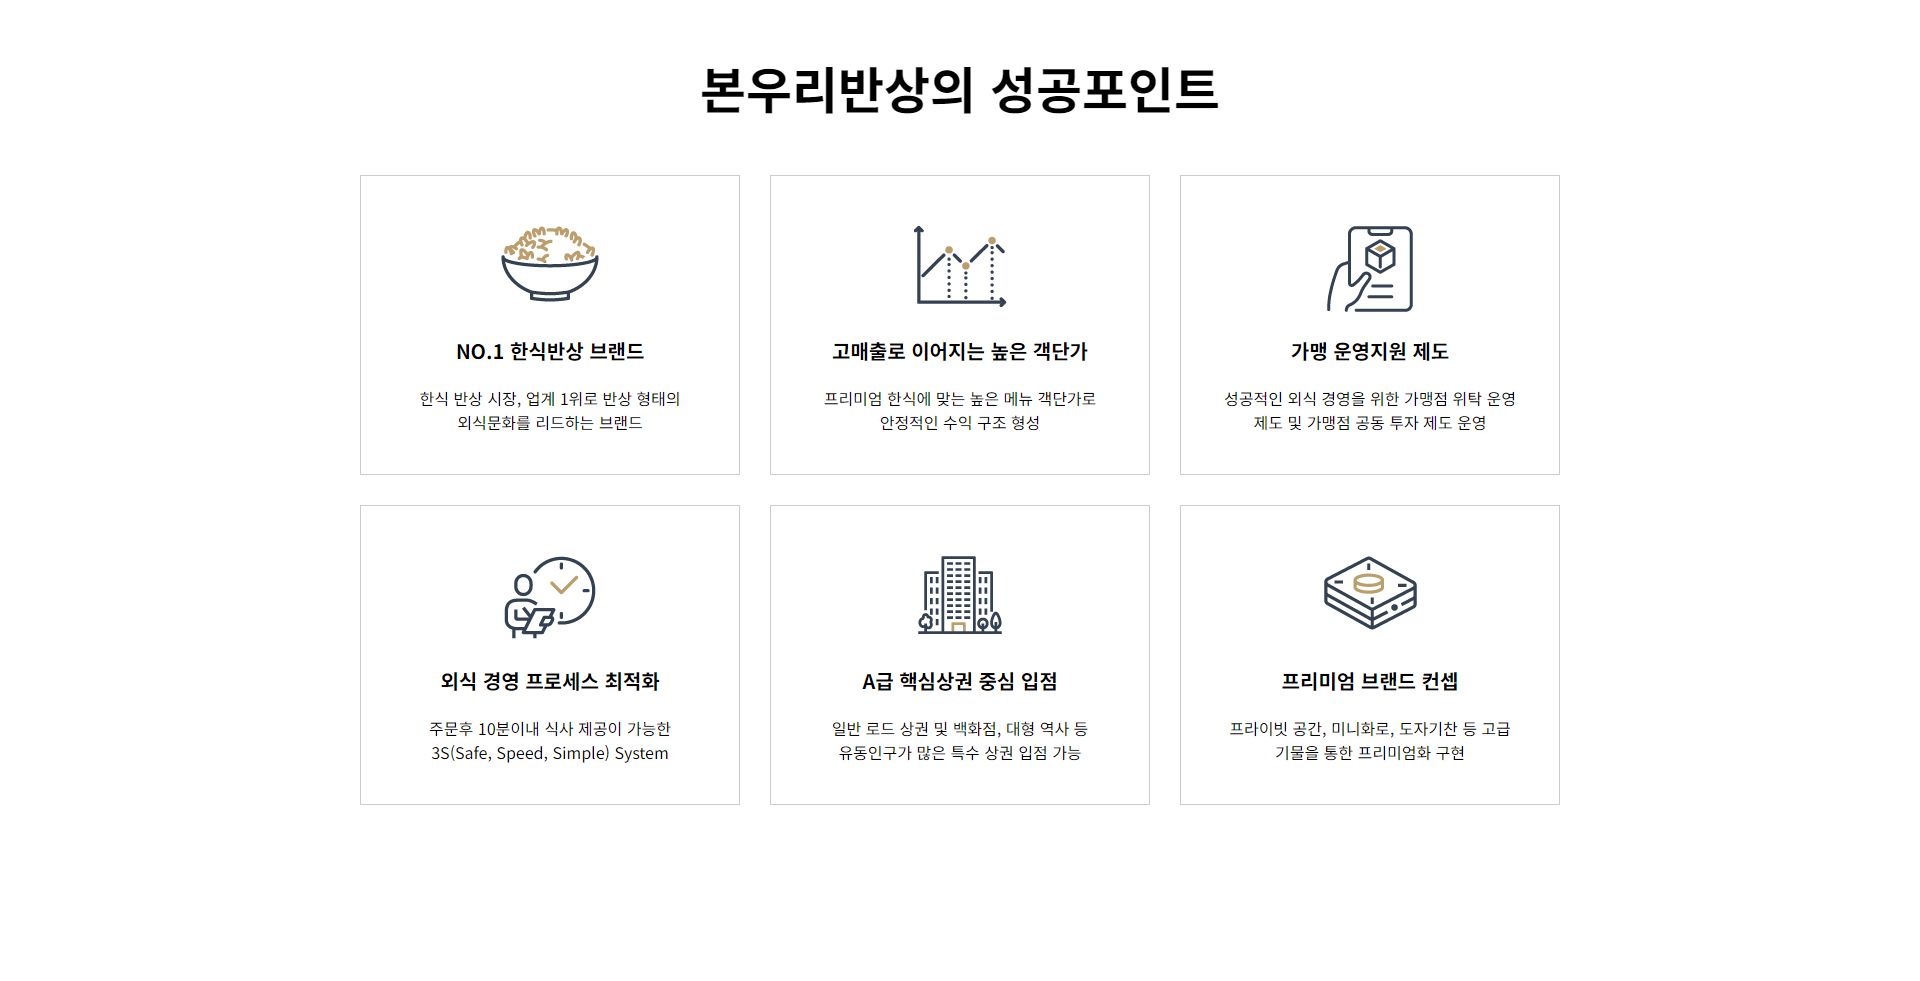 본우리반상의 성공포인트
NO.1 한식반상 브랜드
한식 반상 시장, 업계 1위로 반상 형태의
외식문화를 리드하는 브랜드
고매출로 이어지는 높은 객단가
프리미엄 한식에 맞는 높은 메뉴 객단가로
안정적인 수익 구조 형성
가맹 운영지원 제도
성공적인 외식 경영을 위한 가맹점 위탁 운영
제도 및 가맹점 공동 투자 제도 운영
외식 경영 프로세스 최적화
주문후 10분이내 식사 제공이 가능한
3S(Safe, Speed, Simple) System
A급 핵심상권 중심 입점
일반 로드 상권 및 백화점, 대형 역사 등
유동인구가 많은 특수 상권 입점 가능
프리미엄 브랜드 컨셉
프라이빗 공간, 미니화로, 도자기찬 등 고급
기물을 통한 프리미엄화 구현